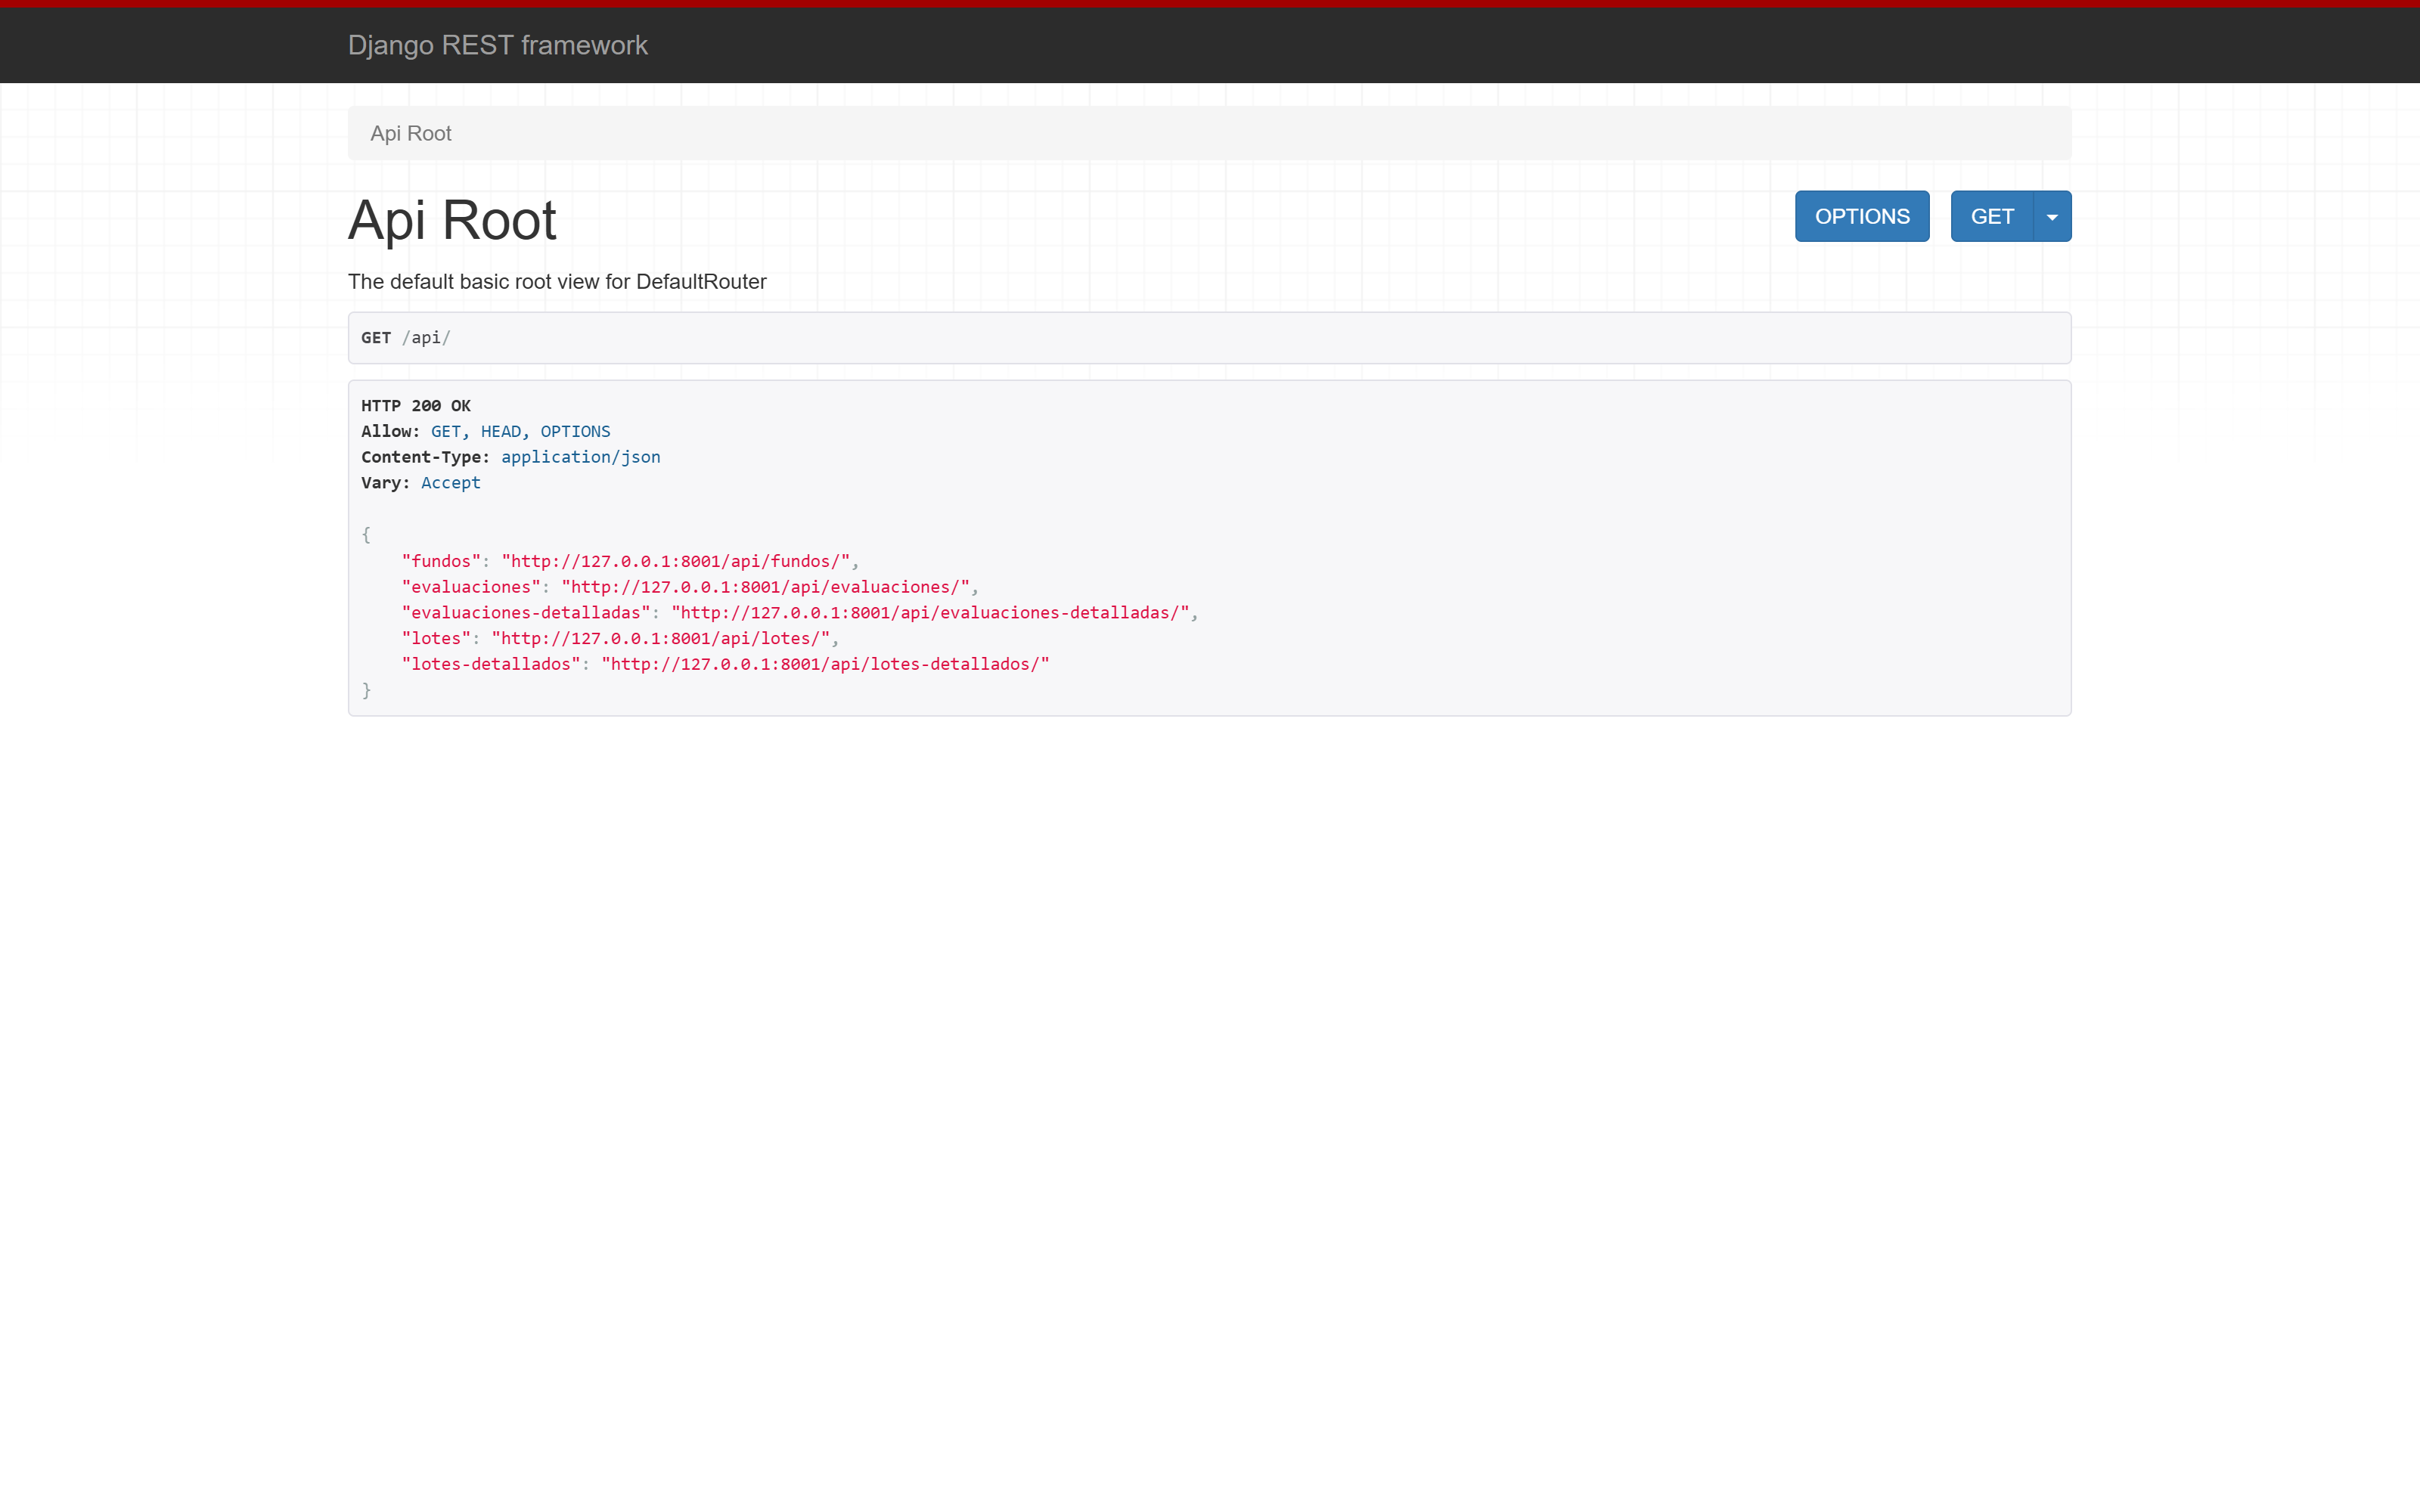 Django REST framework
Api Root
Api Root
OPTIONS
GET
The default basic root view for DefaultRouter
GET /api/
HTTP 200 OK
Allow: GET, HEAD, OPTIONS
Content-Type: application/json
Vary: Accept
{
    "fundos": "http://127.0.0.1:8001/api/fundos/",
    "evaluaciones": "http://127.0.0.1:8001/api/evaluaciones/",
    "evaluaciones-detalladas": "http://127.0.0.1:8001/api/evaluaciones-detalladas/",
    "lotes": "http://127.0.0.1:8001/api/lotes/",
    "lotes-detallados": "http://127.0.0.1:8001/api/lotes-detallados/"
}